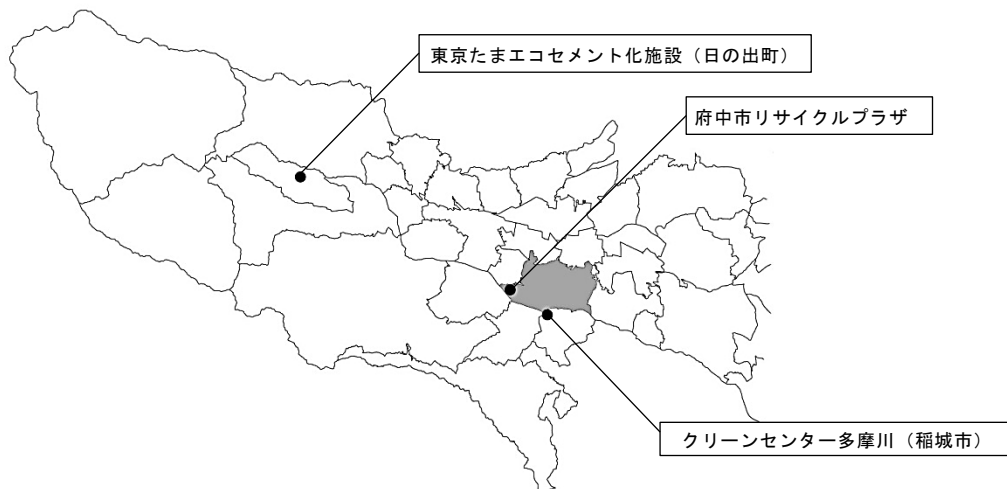 東京たまエコセメント化施設（日の出町）
府中市リサイクルプラザ
クリーンセンター多摩川（稲城市）